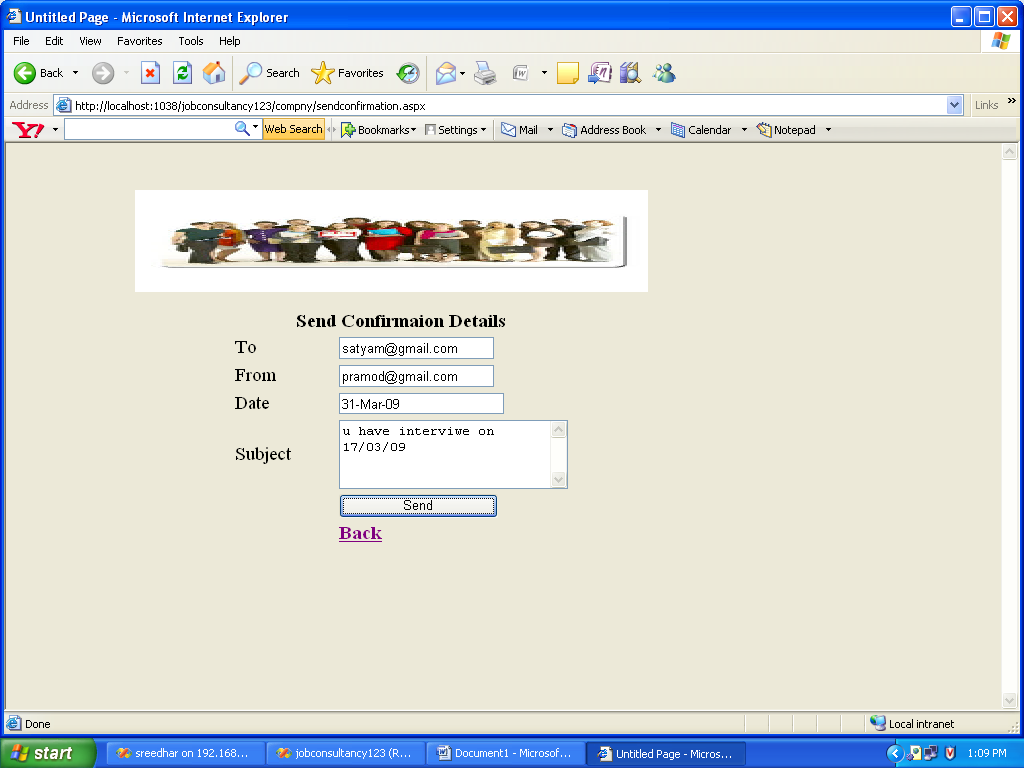 Untitled Page - Microsoft Internet Explorer
File Edit View Favorites Tools Help
Back Search Favorites
Address http://localhost:1038/jobconsultancy123/compny/sendconfirmation.aspx Links »
Y! Web Search Bookmarks Settings Mail Address Book Calendar Notepad
Send Confirmaion Details
To satyam@gmail.com
From pramod@gmail.com
Date 31-Mar-09
Subject u have interviwe on
17/03/09
Send
Back
Done Local intranet
start sreedhar on 192.168... jobconsultancy123 (R... Document1 - Microsof... Untitled Page - Micros... 1:09 PM